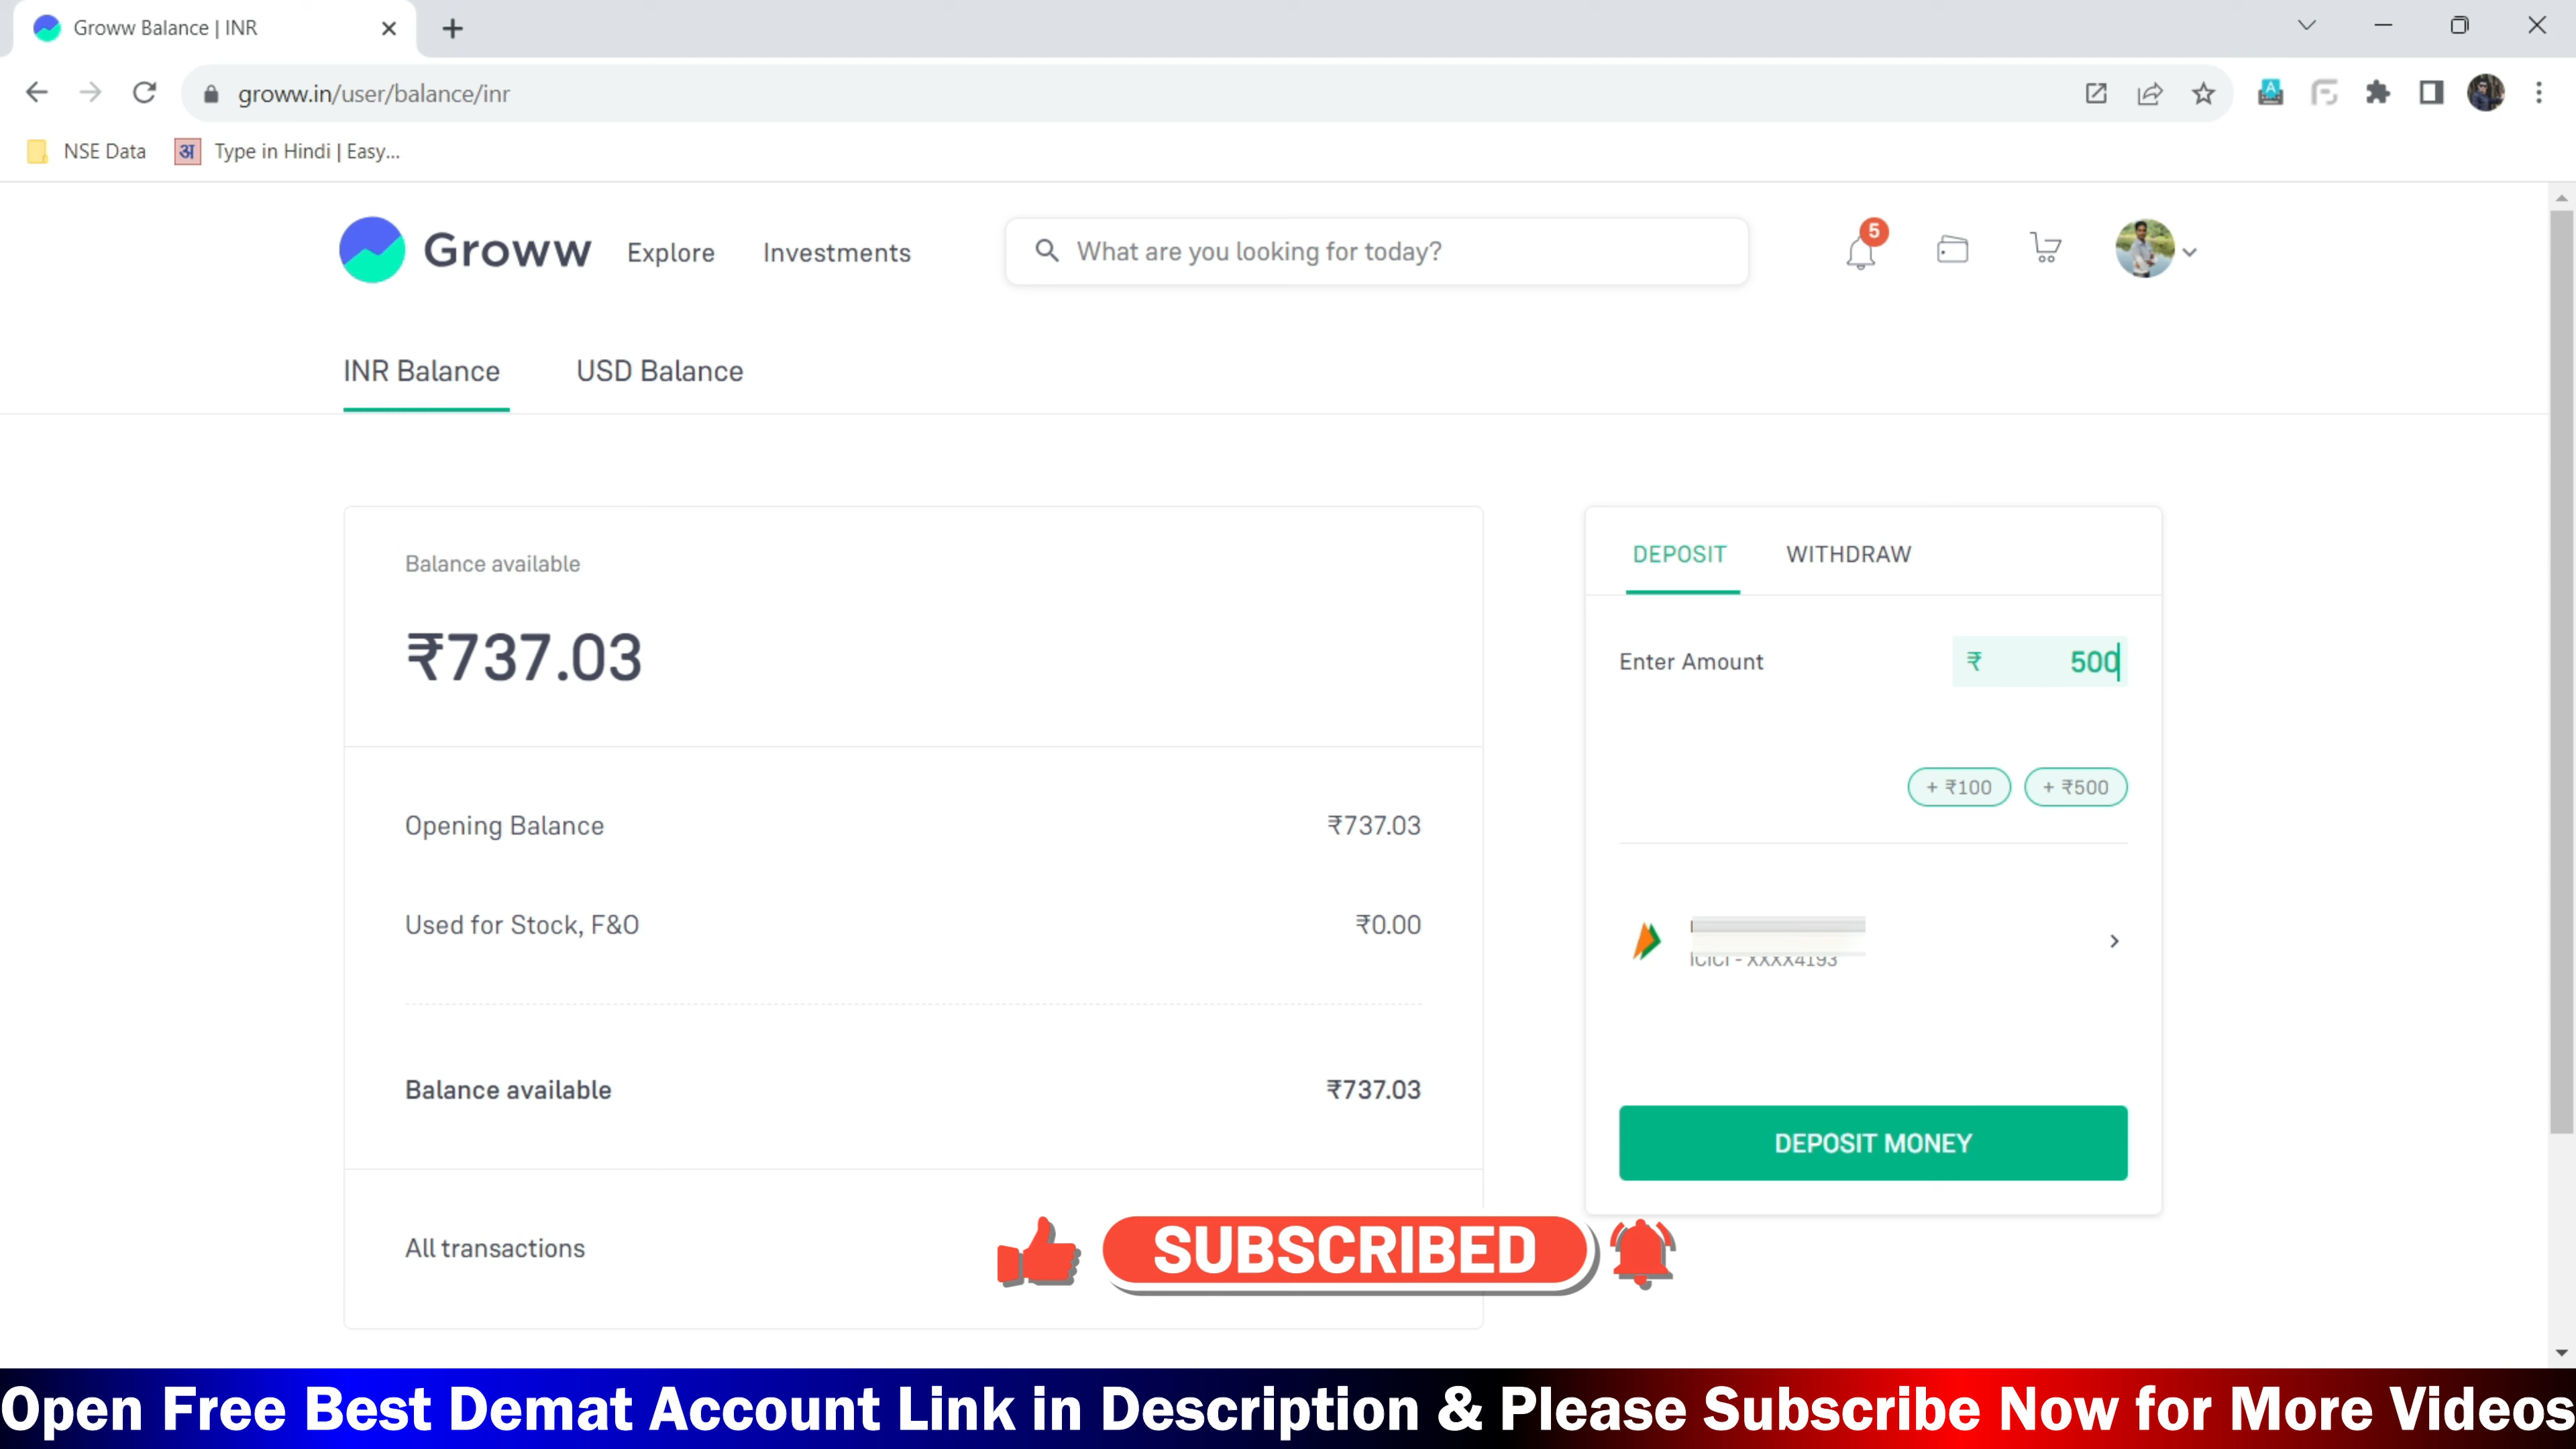 Groww Balance | INR
groww.in/user/balance/inr
NSE Data
अ Type in Hindi | Easy...
Groww
Explore
Investments
What are you looking for today?
5
INR Balance
USD Balance
Balance available
₹737.03
Opening Balance ₹737.03
Used for Stock, F&O ₹0.00
Balance available ₹737.03
All transactions
DEPOSIT WITHDRAW
Enter Amount ₹ 500
+ ₹100 + ₹500
ICICI - XXXX4193
DEPOSIT MONEY
SUBSCRIBED
Open Free Best Demat Account Link in Description & Please Subscribe Now for More Videos